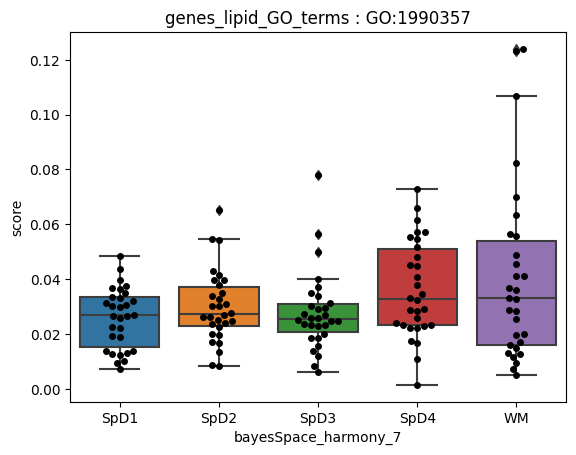 genes_lipid_GO_terms : GO:1990357
score
0.12
0.10
0.08
0.06
0.04
0.02
0.00
SpD1 SpD2 SpD3 SpD4 WM
bayesSpace_harmony_7